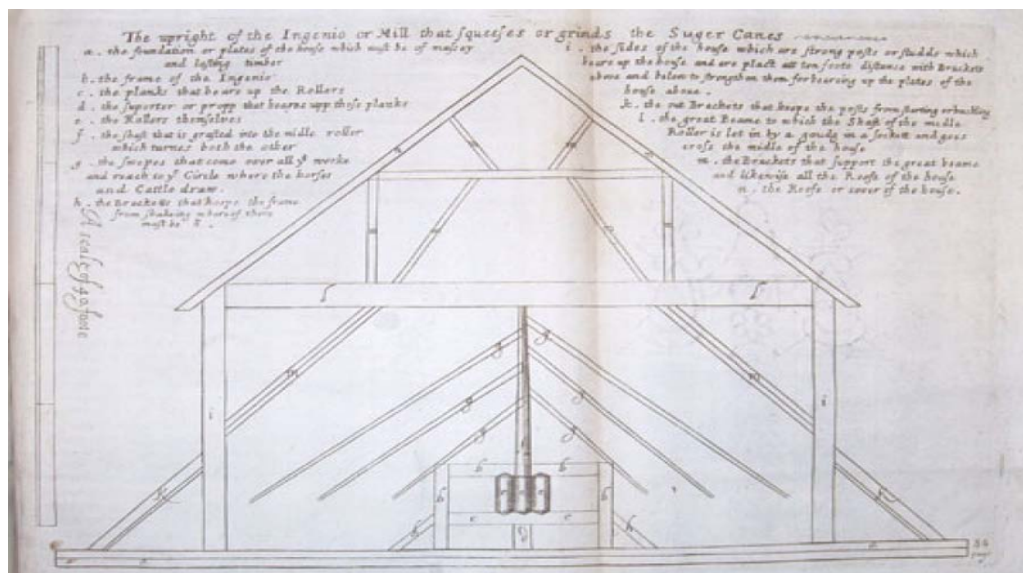 The upright of the Ingenio or Mill that squeeses or grinds the Suger Canes
a. the foundation or plates of the house which must be of massey
and lasting timber
b. the frame of the Ingenio
c. the planks that beare up the Rollers
d. the suporter or propp that beares upp those planks
e. the Rollers themselves
f. the shaft that is grafted into the midle roller
which turnes both the other
g. the sweeps that come over all yᵉ worke
and reach to yᵉ Circle where the horses
and Cattle draw.
h. the Brackets that keepe the frame
from shakeing whereof there
must be 8.
i. the sides of the house which are strong posts or studds which
beare up the house and are plact att ten foote distance with Brackets
above and below to strengthen them for bearing up the plates of the
house above.
k. the out Brackets that keepe the posts from starting or buckling
l. the great Beame to which the Shaft of the midle
Roller is let in by a goudg in a sockett and goes
cross the midle of the house
m. the Brackets that support the great beame
and likewise all the Roofe of the house
n. the Roofe or cover of the house.
A scale of 40 foote
84